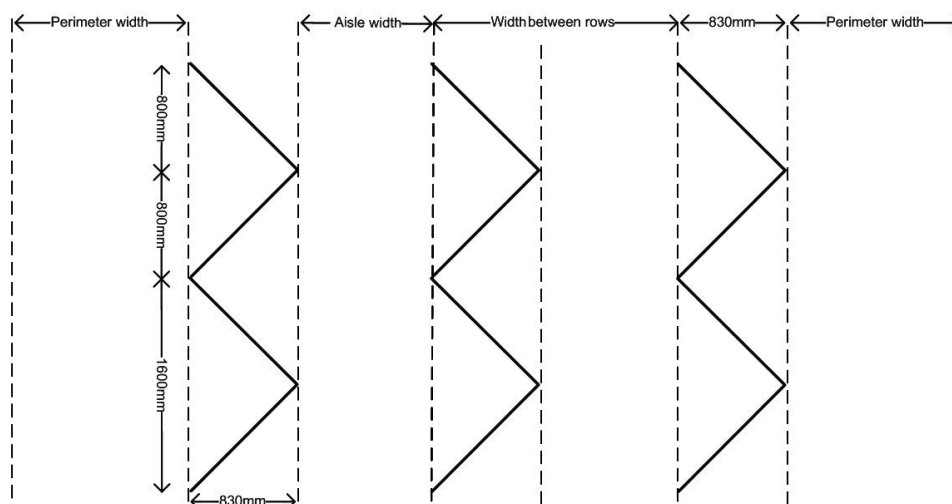 Perimeter width
Aisle width
Width between rows
830mm
Perimeter width
800mm
800mm
1600mm
830mm